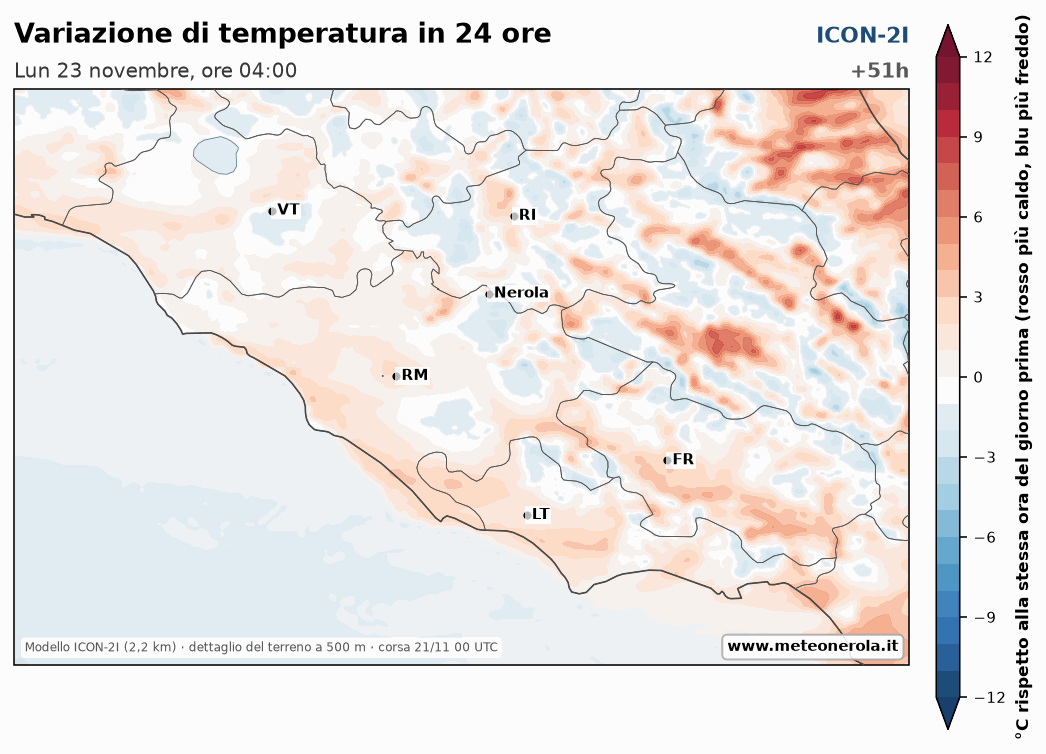 Variazione di temperatura in 24 ore
ICON-2I
Lun 23 novembre, ore 04:00
+51h
VT
RI
Nerola
RM
FR
LT
Modello ICON-2I (2,2 km) · dettaglio del terreno a 500 m · corsa 21/11 00 UTC
www.meteonerola.it
12
9
6
3
0
−3
−6
−9
−12
°C rispetto alla stessa ora del giorno prima (rosso più caldo, blu più freddo)